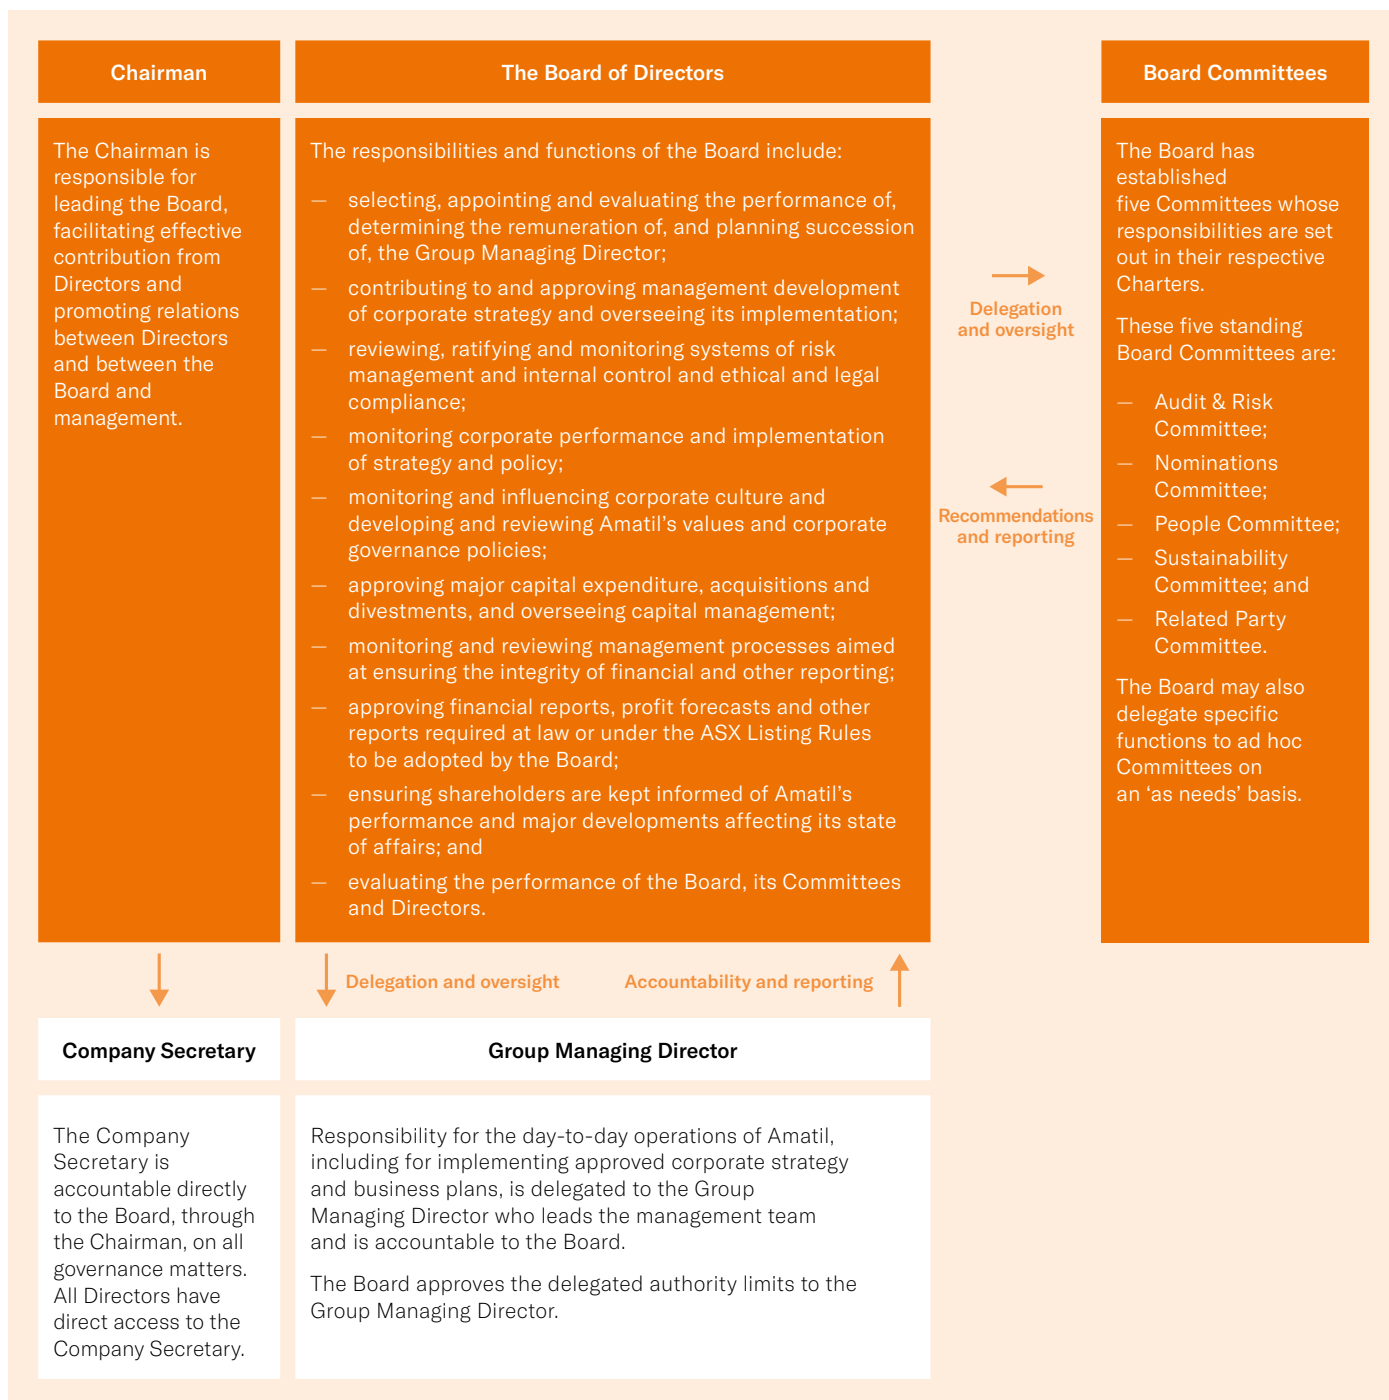 Chairman
The Chairman is
responsible for
leading the Board,
facilitating effective
contribution from
Directors and
promoting relations
between Directors
and between the
Board and
management.
The Board of Directors
The responsibilities and functions of the Board include:
— selecting, appointing and evaluating the performance of,
determining the remuneration of, and planning succession
of, the Group Managing Director;
— contributing to and approving management development
of corporate strategy and overseeing its implementation;
— reviewing, ratifying and monitoring systems of risk
management and internal control and ethical and legal
compliance;
— monitoring corporate performance and implementation
of strategy and policy;
— monitoring and influencing corporate culture and
developing and reviewing Amatil’s values and corporate
governance policies;
— approving major capital expenditure, acquisitions and
divestments, and overseeing capital management;
— monitoring and reviewing management processes aimed
at ensuring the integrity of financial and other reporting;
— approving financial reports, profit forecasts and other
reports required at law or under the ASX Listing Rules
to be adopted by the Board;
— ensuring shareholders are kept informed of Amatil’s
performance and major developments affecting its state
of affairs; and
— evaluating the performance of the Board, its Committees
and Directors.
Delegation
and oversight
Recommendations
and reporting
Board Committees
The Board has
established
five Committees whose
responsibilities are set
out in their respective
Charters.
These five standing
Board Committees are:
— Audit & Risk
Committee;
— Nominations
Committee;
— People Committee;
— Sustainability
Committee; and
— Related Party
Committee.
The Board may also
delegate specific
functions to ad hoc
Committees on
an ‘as needs’ basis.
Delegation and oversight
Accountability and reporting
Company Secretary
The Company
Secretary is
accountable directly
to the Board, through
the Chairman, on all
governance matters.
All Directors have
direct access to the
Company Secretary.
Group Managing Director
Responsibility for the day-to-day operations of Amatil,
including for implementing approved corporate strategy
and business plans, is delegated to the Group
Managing Director who leads the management team
and is accountable to the Board.
The Board approves the delegated authority limits to the
Group Managing Director.